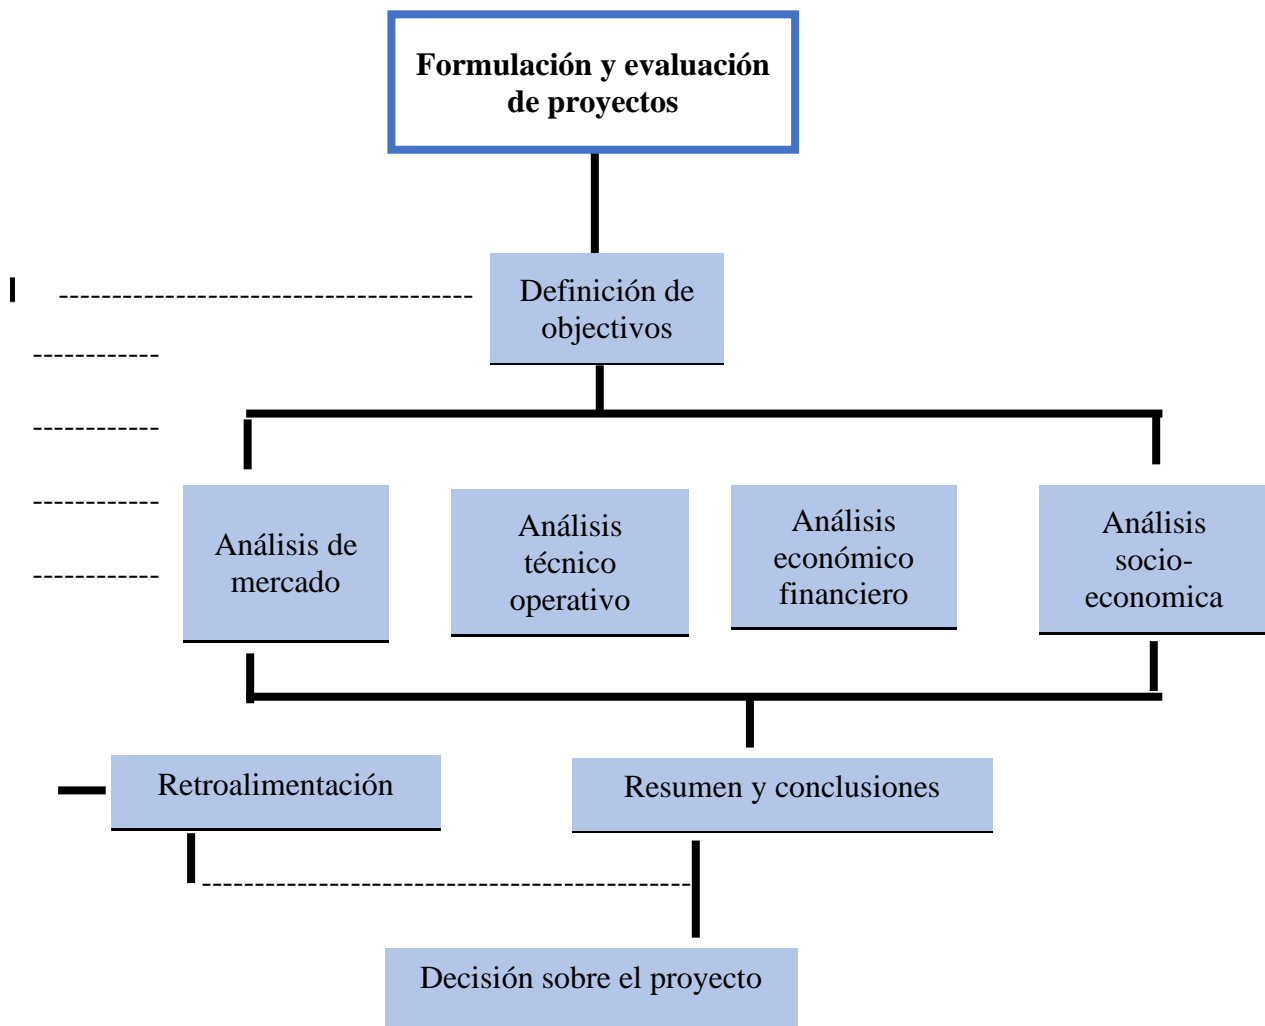 Formulación y evaluación
de proyectos
Definición de
objectivos
Análisis de
mercado
Análisis
técnico
operativo
Análisis
económico
financiero
Análisis
socio-
economica
Retroalimentación
Resumen y conclusiones
Decisión sobre el proyecto